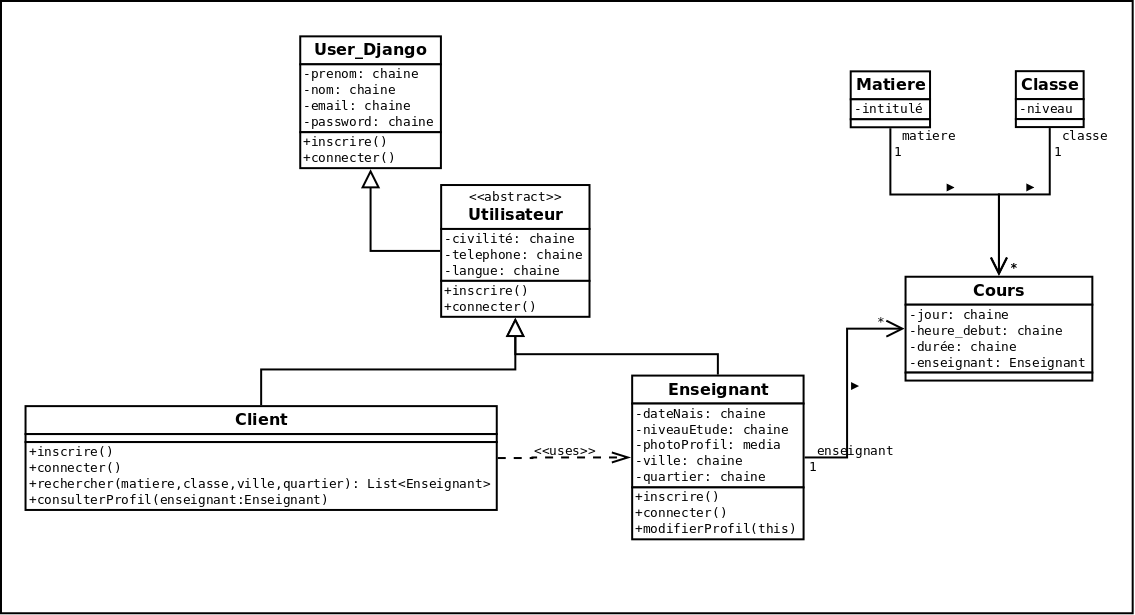 User_Django
-prenom: chaine
-nom: chaine
-email: chaine
-password: chaine
+inscrire()
+connecter()
<<abstract>>
Utilisateur
-civilité: chaine
-telephone: chaine
-langue: chaine
+inscrire()
+connecter()
Matiere
-intitulé
matiere
1
Classe
-niveau
classe
1
*
Cours
-jour: chaine
-heure_debut: chaine
-durée: chaine
-enseignant: Enseignant
*
Client
+inscrire()
+connecter()
+rechercher(matiere,classe,ville,quartier): List<Enseignant>
+consulterProfil(enseignant:Enseignant)
<<uses>>
Enseignant
-dateNais: chaine
-niveauEtude: chaine
-photoProfil: media
-ville: chaine
-quartier: chaine
+inscrire()
+connecter()
+modifierProfil(this)
enseignant
1